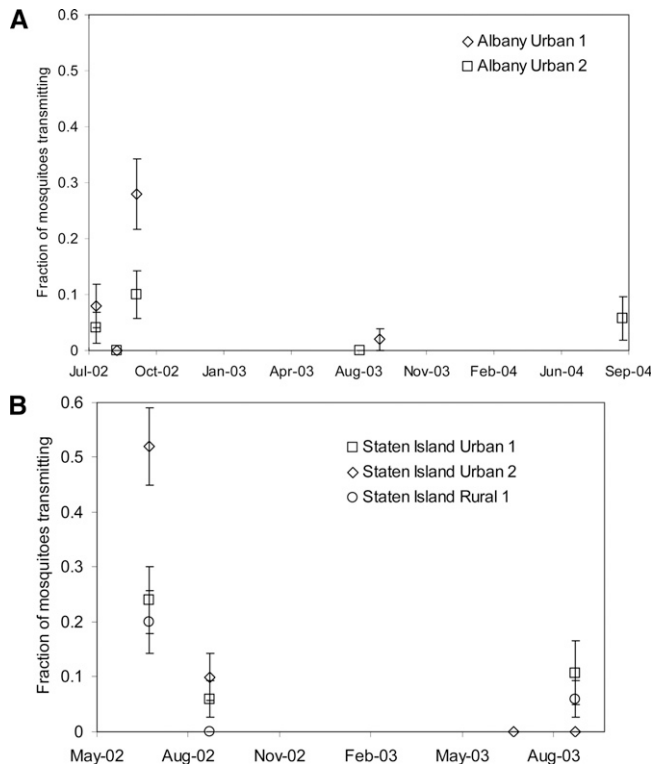 A
Fraction of mosquitoes transmitting
0.6
0.5
0.4
0.3
0.2
0.1
0
Albany Urban 1
Albany Urban 2
Jul-02 Oct-02 Jan-03 Apr-03 Aug-03 Nov-03 Feb-04 Jun-04 Sep-04
B
Fraction of mosquitoes transmitting
0.6
0.5
0.4
0.3
0.2
0.1
0
Staten Island Urban 1
Staten Island Urban 2
Staten Island Rural 1
May-02 Aug-02 Nov-02 Feb-03 May-03 Aug-03